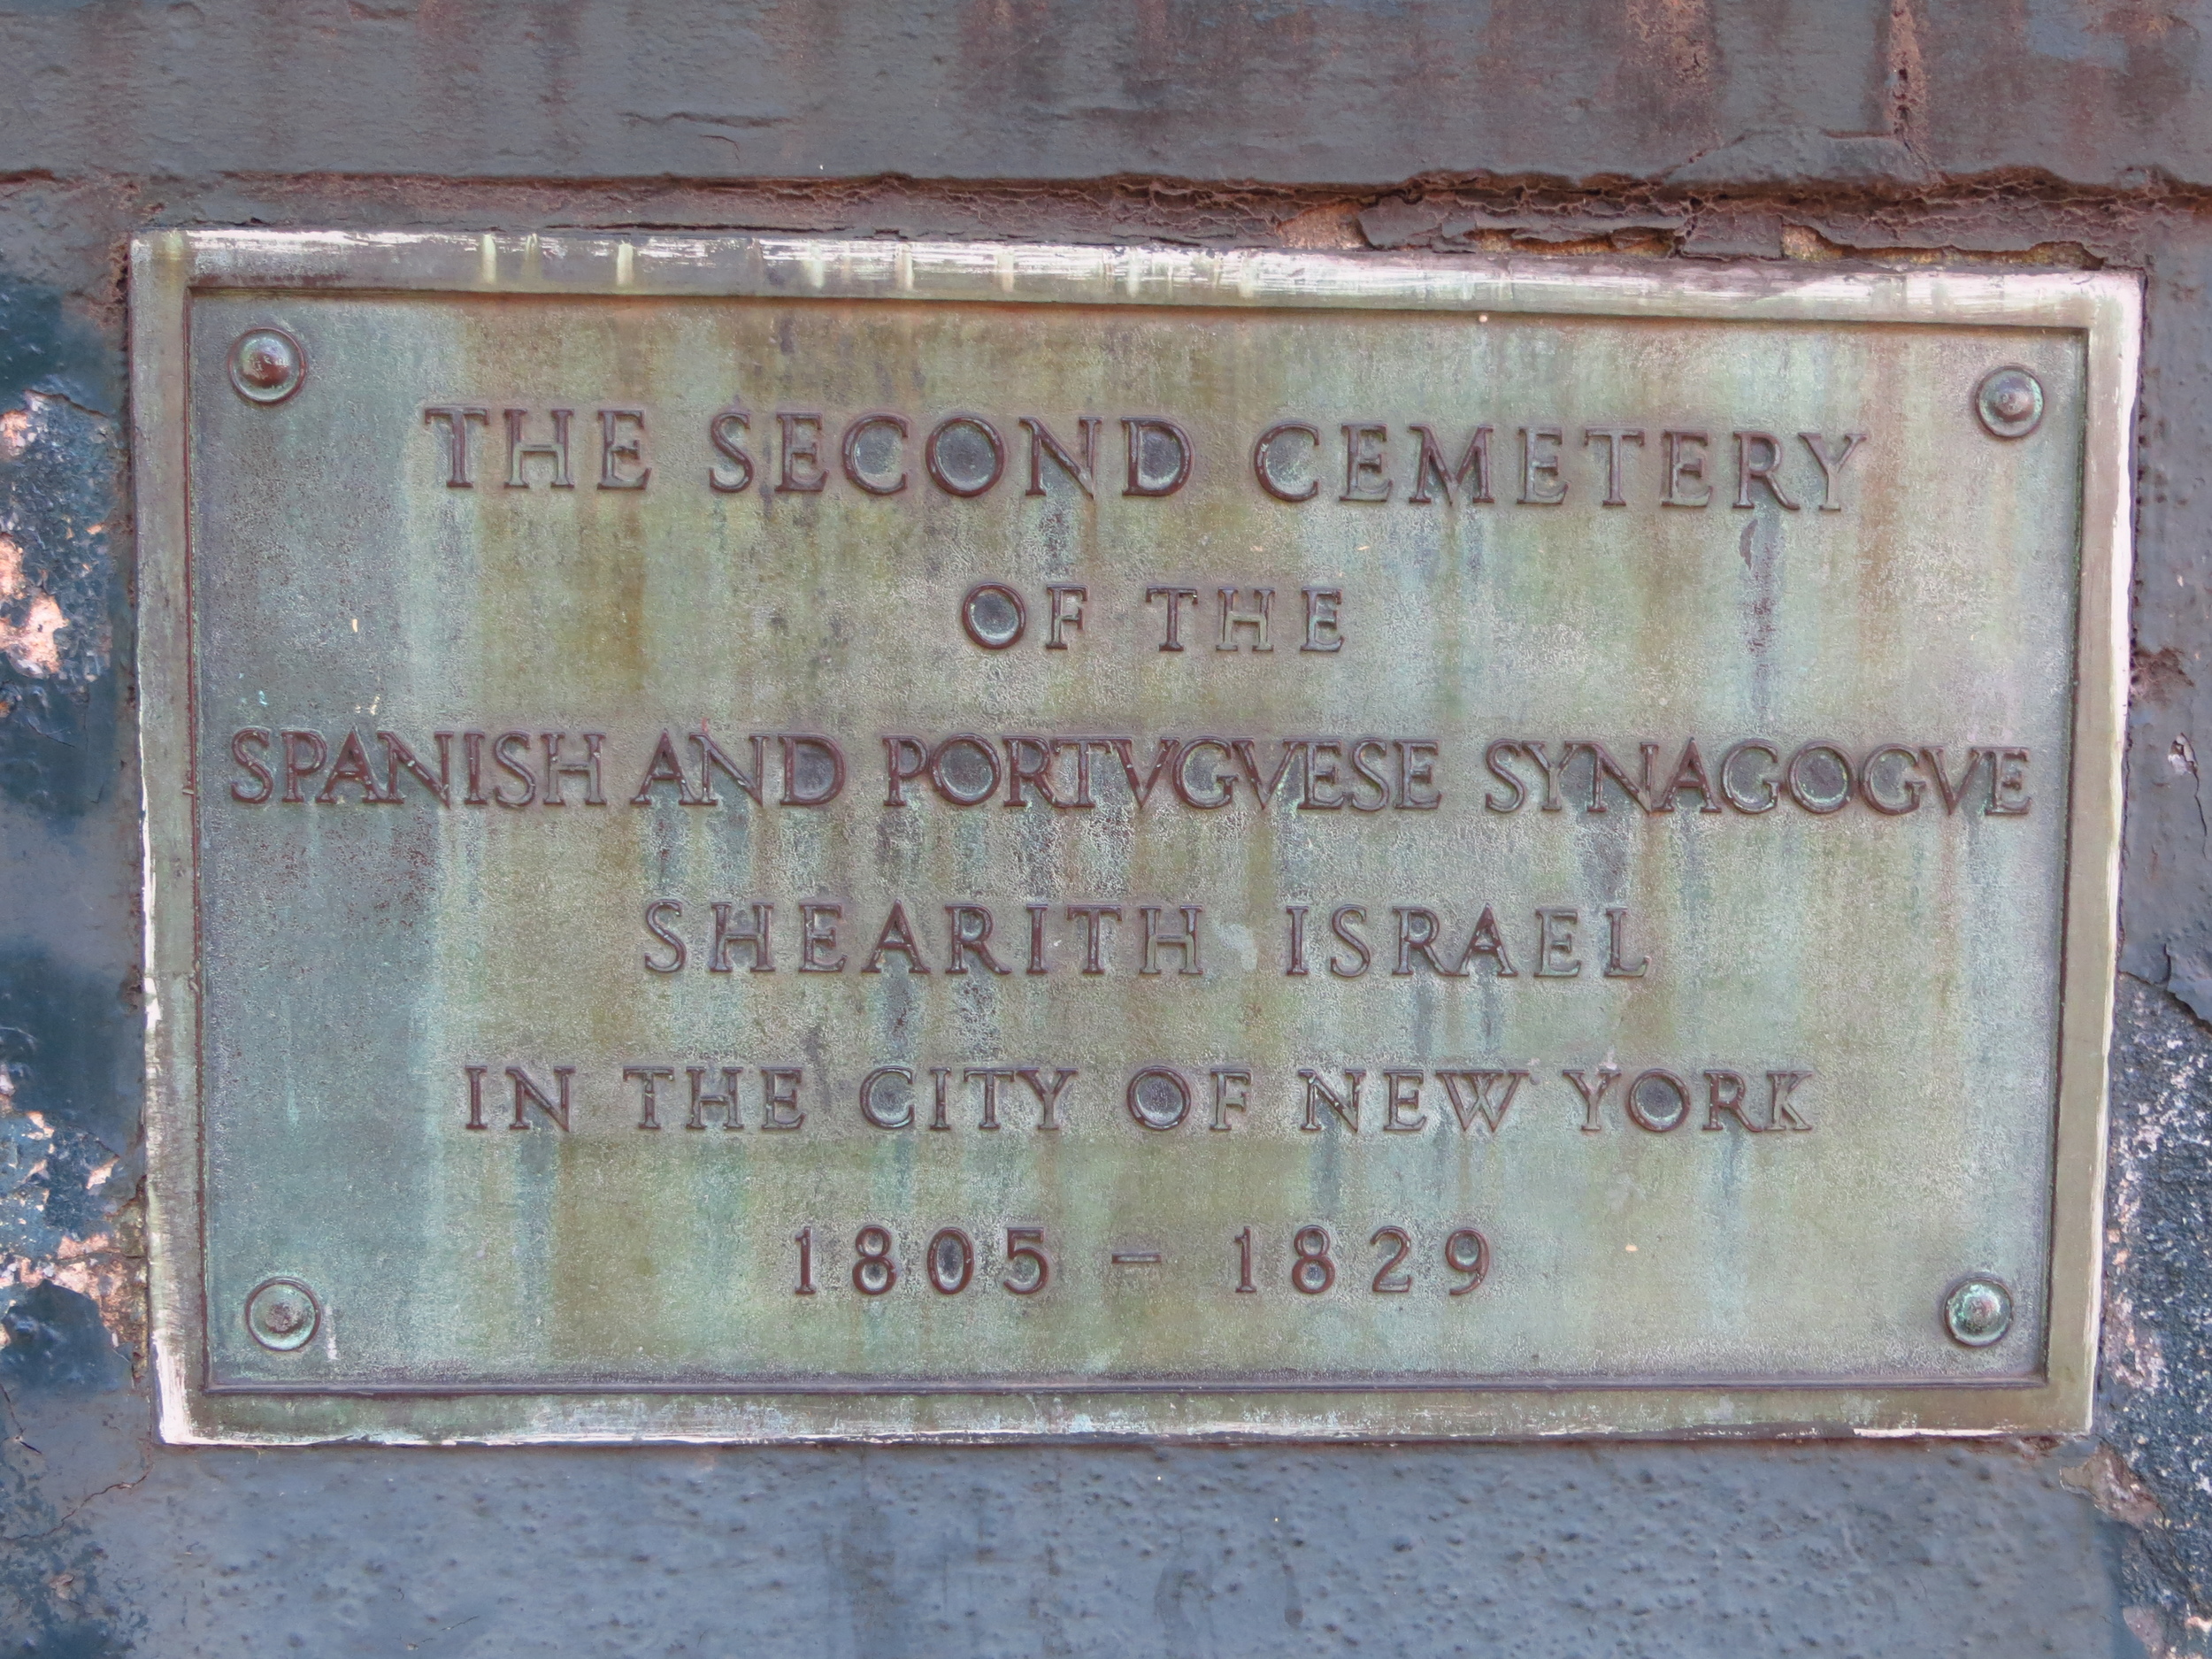 THE SECOND CEMETERY
OF THE
SPANISH AND PORTVGVESE SYNAGOGVE
SHEARITH ISRAEL
IN THE CITY OF NEW YORK
1805 – 1829